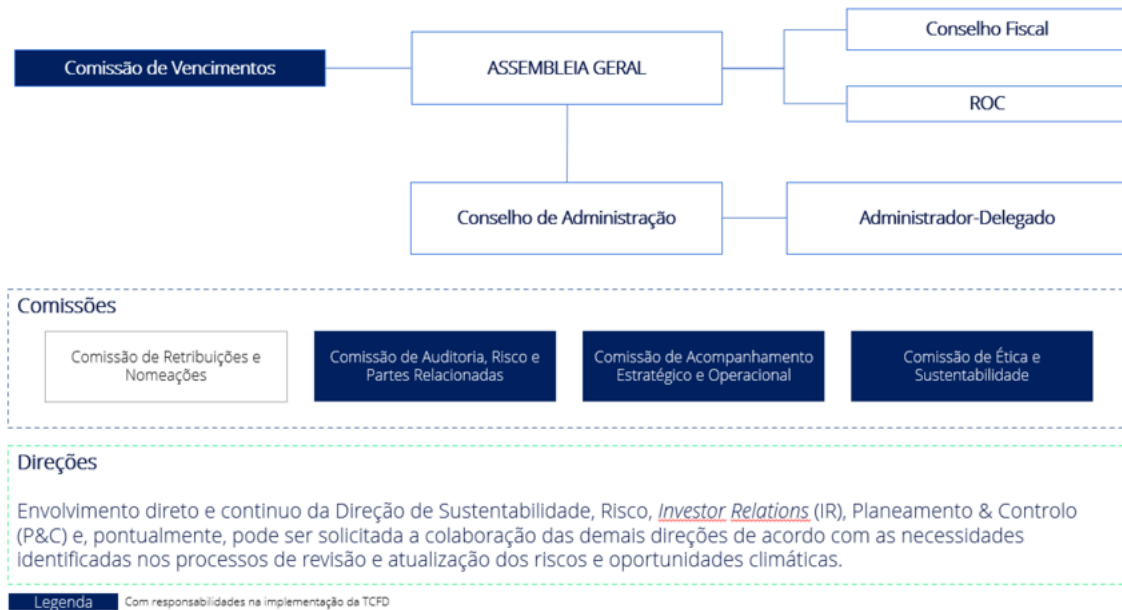 Conselho Fiscal
Comissão de Vencimentos
ASSEMBLEIA GERAL
ROC
Conselho de Administração
Administrador-Delegado
Comissões
Comissão de Retribuições e
Nomeações
Comissão de Auditoria, Risco e
Partes Relacionadas
Comissão de Acompanhamento
Estratégico e Operacional
Comissão de Ética e
Sustentabilidade
Direções
Envolvimento direto e continuo da Direção de Sustentabilidade, Risco, Investor Relations (IR), Planeamento & Controlo
(P&C) e, pontualmente, pode ser solicitada a colaboração das demais direções de acordo com as necessidades
identificadas nos processos de revisão e atualização dos riscos e oportunidades climáticas.
Legenda
Com responsabilidades na implementação da TCFD